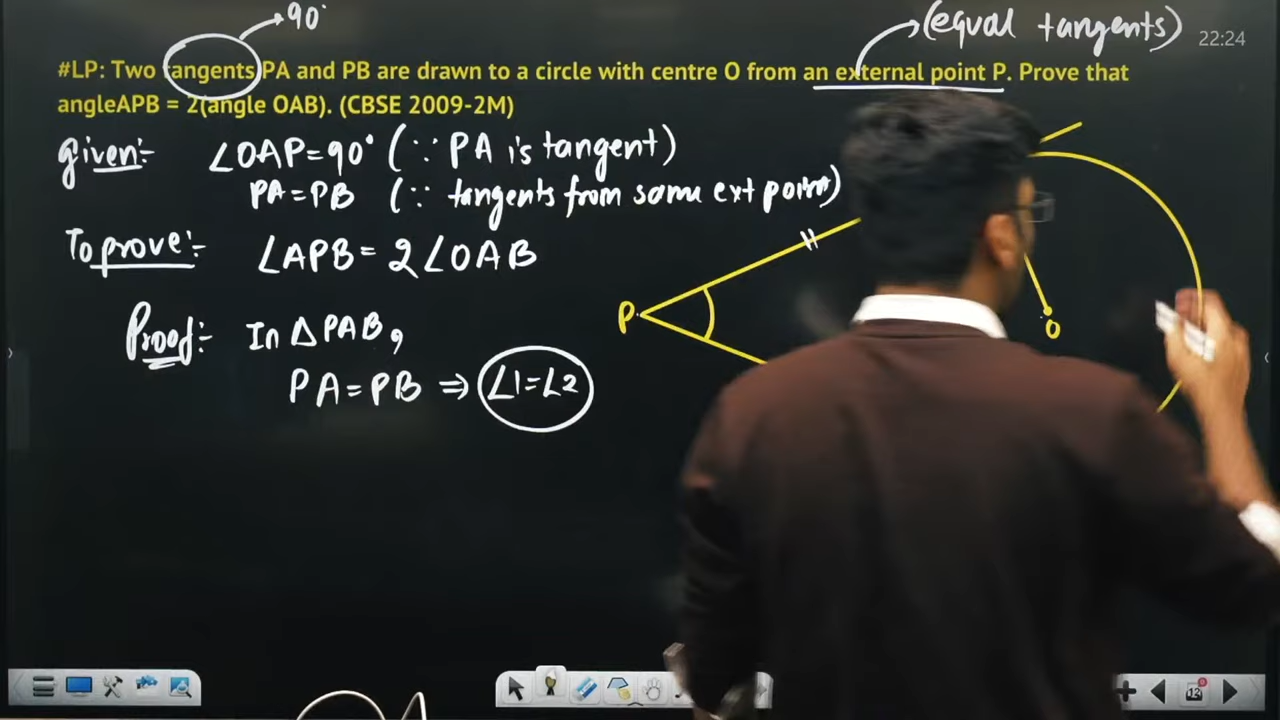 90°
(equal tangents)
22:24
#LP: Two tangents PA and PB are drawn to a circle with centre O from an external point P. Prove that
angleAPB = 2(angle OAB). (CBSE 2009-2M)
given:- ∠OAP=90° (∵ PA is tangent)
PA=PB (∵ tangents from same ext point)
To prove:- ∠APB= 2∠OAB
Proof:- In △PAB,
PA=PB ⇒ ∠1=∠2
P
O
12